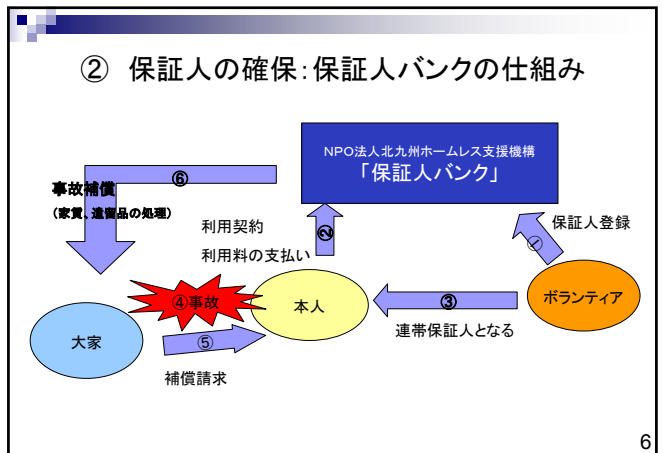 ② 保証人の確保:保証人バンクの仕組み
NPO法人北九州ホームレス支援機構
「保証人バンク」
⑥
事故補償
(家賃、遺留品の処理)
利用契約
利用料の支払い
②
保証人登録
①
④事故
本人
③
ボランティア
大家
⑤
連帯保証人となる
補償請求
6